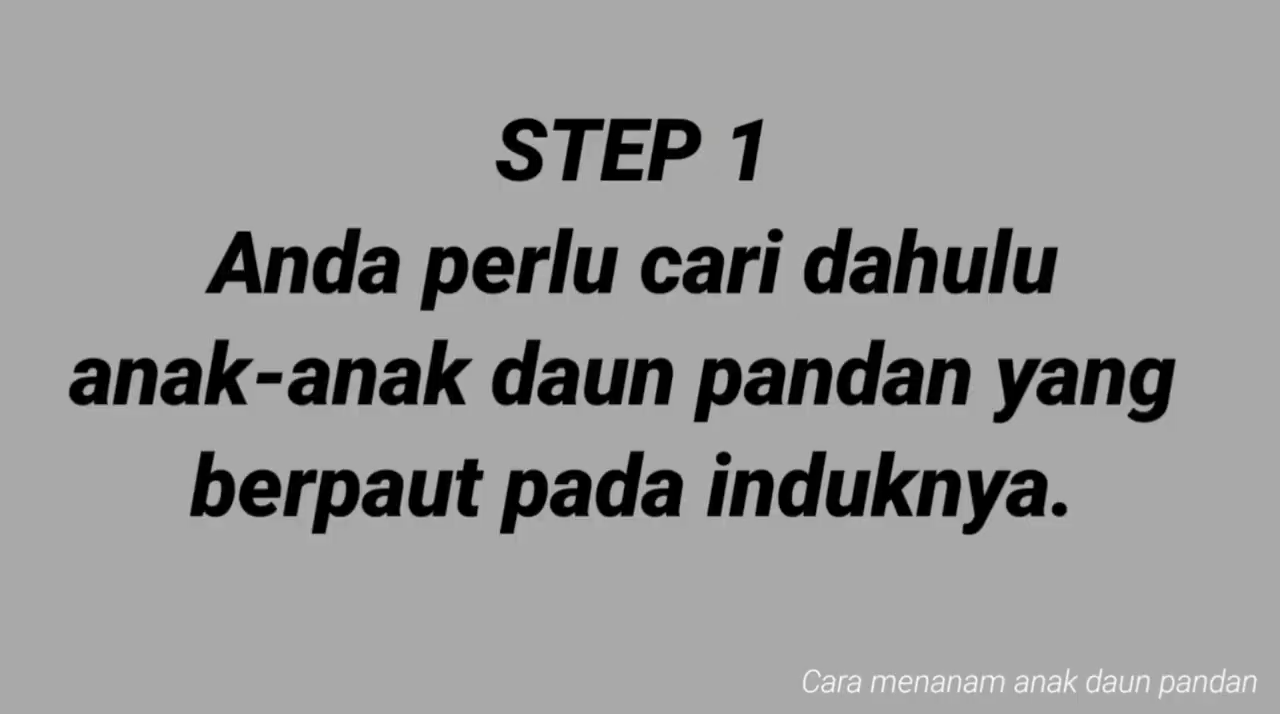 STEP 1
Anda perlu cari dahulu
anak-anak daun pandan yang
berpaut pada induknya.
Cara menanam anak daun pandan